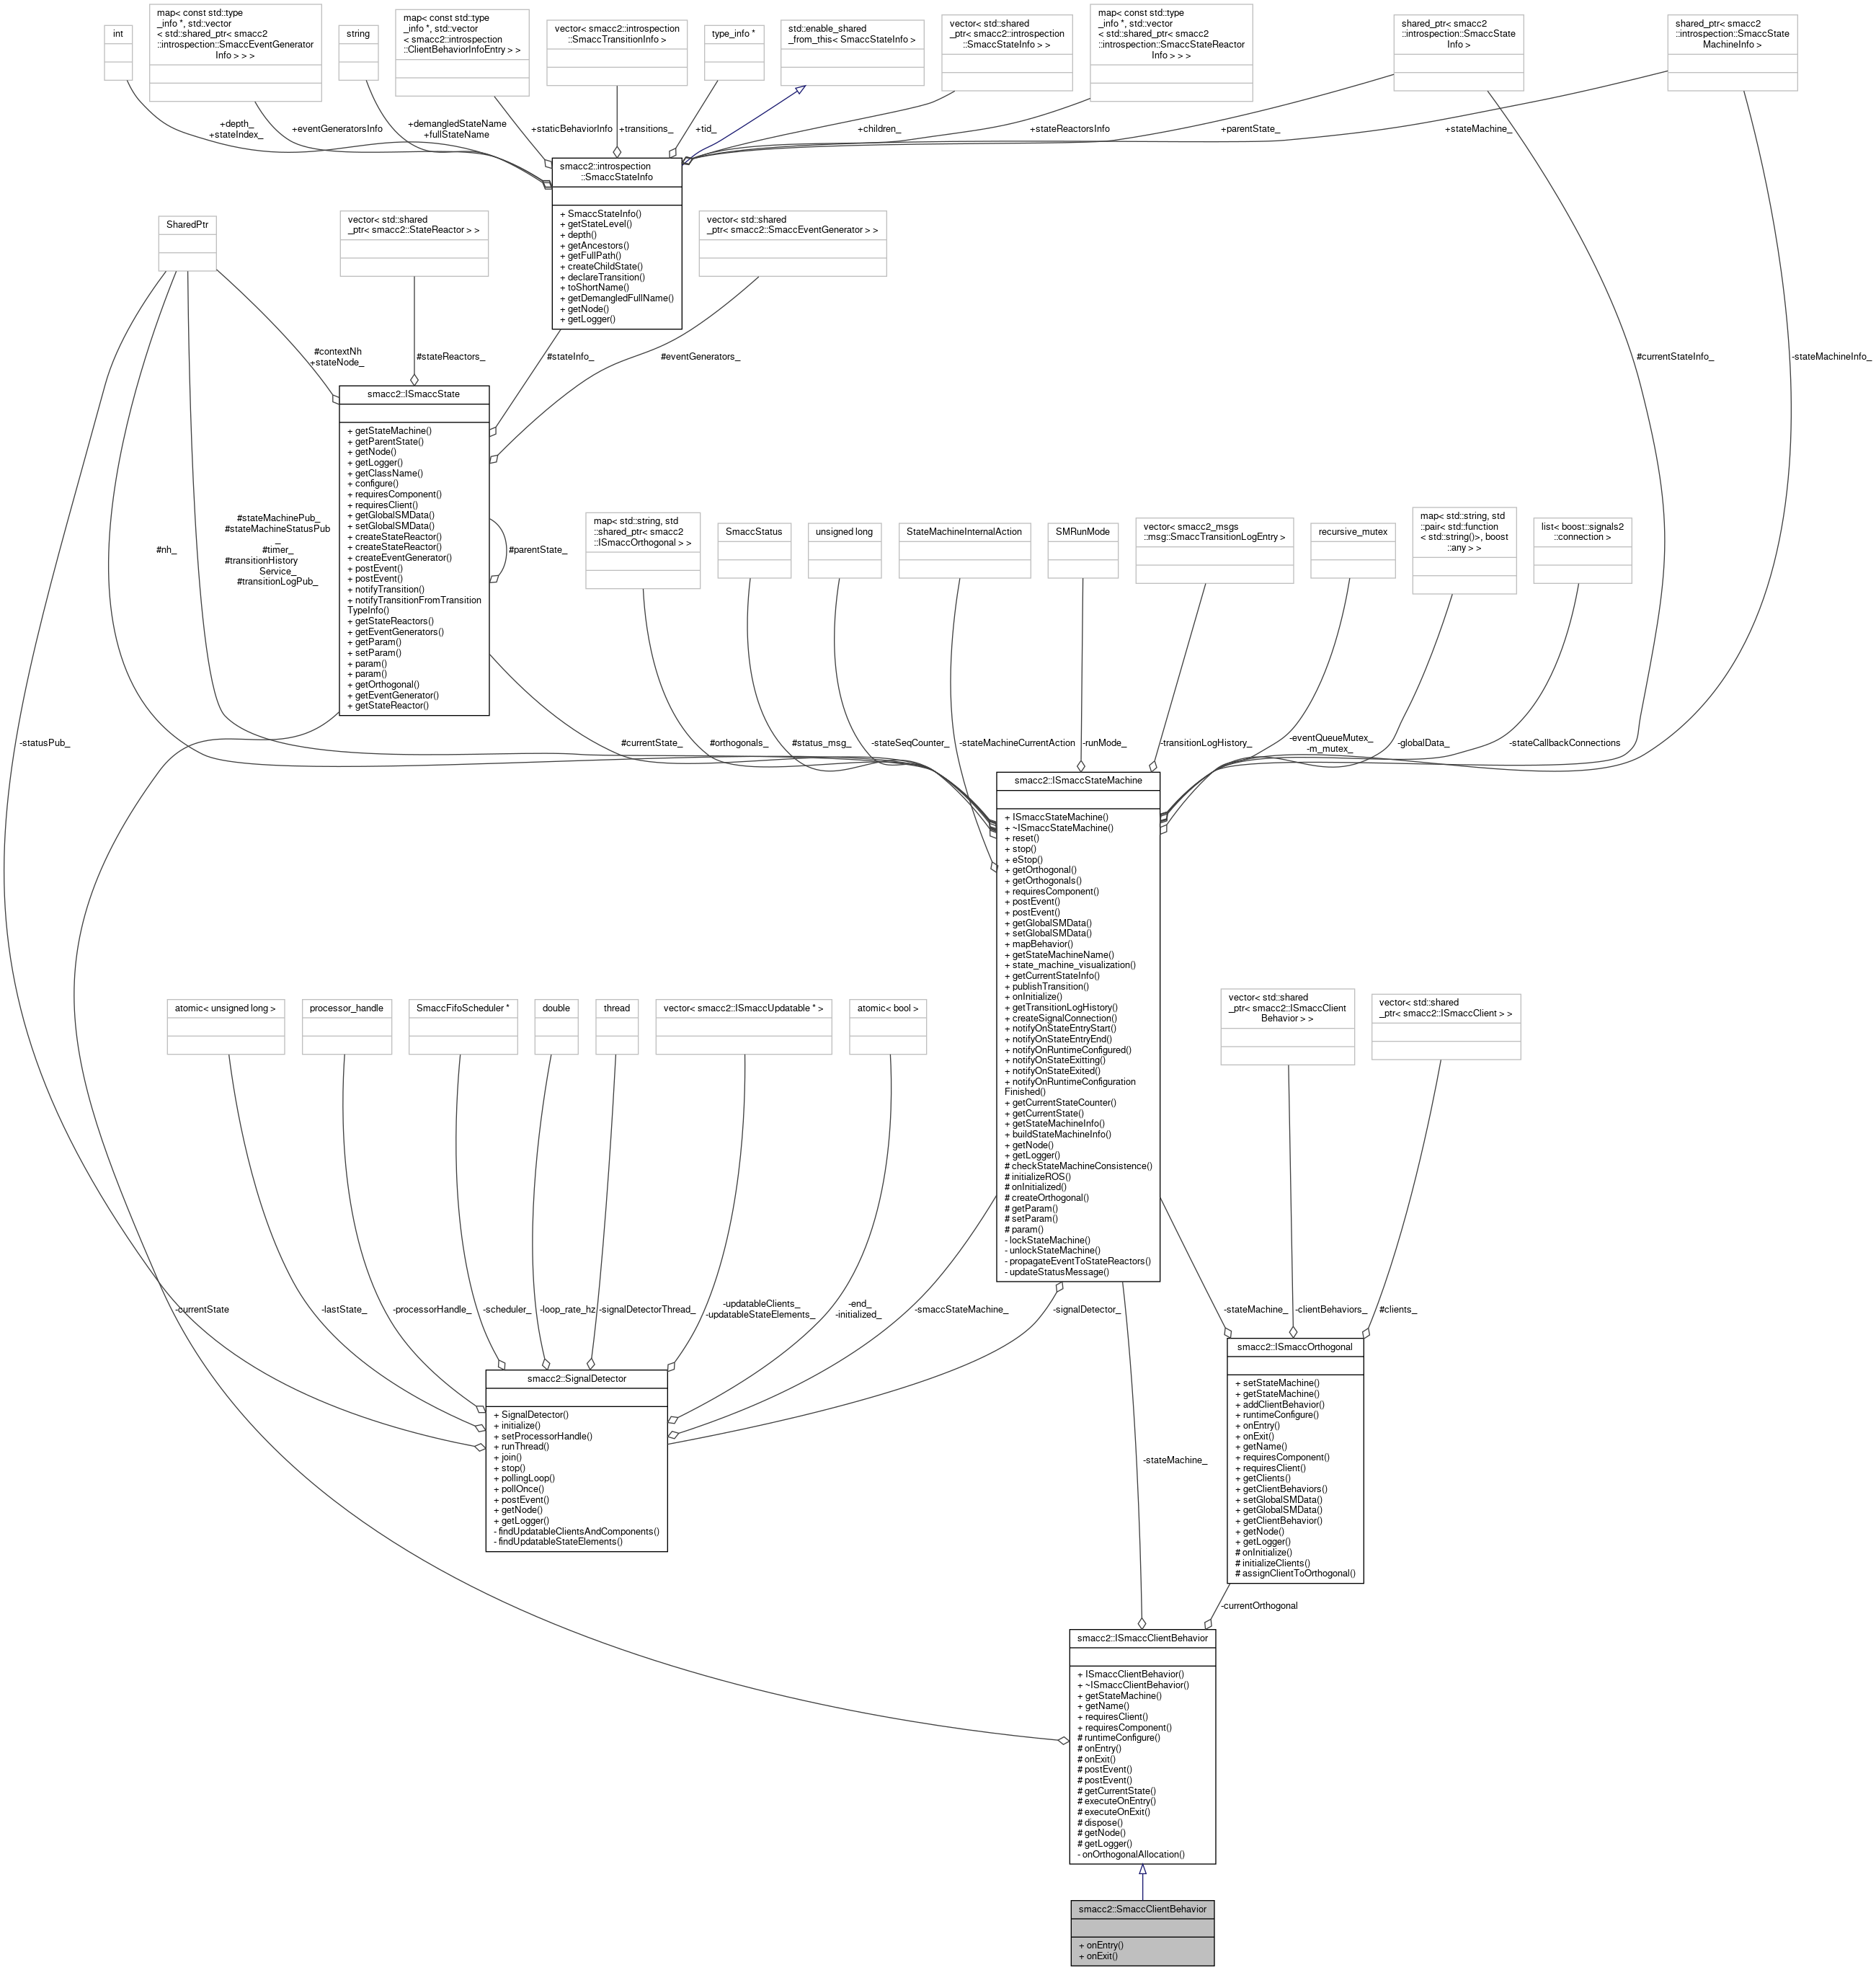 int
map< const std::type
_info *, std::vector
< std::shared_ptr< smacc2
::introspection::SmaccEventGenerator
Info > > >
string
map< const std::type
_info *, std::vector
< smacc2::introspection
::ClientBehaviorInfoEntry > >
vector< smacc2::introspection
::SmaccTransitionInfo >
type_info *
std::enable_shared
_from_this< SmaccStateInfo >
vector< std::shared
_ptr< smacc2::introspection
::SmaccStateInfo > >
map< const std::type
_info *, std::vector
< std::shared_ptr< smacc2
::introspection::SmaccStateReactor
Info > > >
shared_ptr< smacc2
::introspection::SmaccState
Info >
shared_ptr< smacc2
::introspection::SmaccState
MachineInfo >
+depth_
+stateIndex_
+eventGeneratorsInfo
+demangledStateName
+fullStateName
+staticBehaviorInfo
+transitions_
+tid_
+children_
+stateReactorsInfo
+parentState_
+stateMachine_
smacc2::introspection
::SmaccStateInfo
+ SmaccStateInfo()
+ getStateLevel()
+ depth()
+ getAncestors()
+ getFullPath()
+ createChildState()
+ declareTransition()
+ toShortName()
+ getDemangledFullName()
+ getNode()
+ getLogger()
SharedPtr
vector< std::shared
_ptr< smacc2::StateReactor > >
vector< std::shared
_ptr< smacc2::SmaccEventGenerator > >
#contextNh
+stateNode_
#stateReactors_
#stateInfo_
#eventGenerators_
#currentStateInfo_
-stateMachineInfo_
smacc2::ISmaccState
+ getStateMachine()
+ getParentState()
+ getNode()
+ getLogger()
+ getClassName()
+ configure()
+ requiresComponent()
+ requiresClient()
+ getGlobalSMData()
+ setGlobalSMData()
+ createStateReactor()
+ createStateReactor()
+ createEventGenerator()
+ postEvent()
+ postEvent()
+ notifyTransition()
+ notifyTransitionFromTransition
TypeInfo()
+ getStateReactors()
+ getEventGenerators()
+ getParam()
+ setParam()
+ param()
+ param()
+ getOrthogonal()
+ getEventGenerator()
+ getStateReactor()
#parentState_
#nh_
#stateMachinePub_
#stateMachineStatusPub
_
#timer_
#transitionHistory
Service_
#transitionLogPub_
map< std::string, std
::shared_ptr< smacc2
::ISmaccOrthogonal > >
SmaccStatus
unsigned long
StateMachineInternalAction
SMRunMode
vector< smacc2_msgs
::msg::SmaccTransitionLogEntry >
recursive_mutex
map< std::string, std
::pair< std::function
< std::string()>, boost
::any > >
list< boost::signals2
::connection >
-statusPub_
#currentState_
#orthogonals_
#status_msg_
-stateSeqCounter_
-stateMachineCurrentAction
-runMode_
-transitionLogHistory_
-eventQueueMutex_
-m_mutex_
-globalData_
-stateCallbackConnections
smacc2::ISmaccStateMachine
+ ISmaccStateMachine()
+ ~ISmaccStateMachine()
+ reset()
+ stop()
+ eStop()
+ getOrthogonal()
+ getOrthogonals()
+ requiresComponent()
+ postEvent()
+ postEvent()
+ getGlobalSMData()
+ setGlobalSMData()
+ mapBehavior()
+ getStateMachineName()
+ state_machine_visualization()
+ getCurrentStateInfo()
+ publishTransition()
+ onInitialize()
+ getTransitionLogHistory()
+ createSignalConnection()
+ notifyOnStateEntryStart()
+ notifyOnStateEntryEnd()
+ notifyOnRuntimeConfigured()
+ notifyOnStateExitting()
+ notifyOnStateExited()
+ notifyOnRuntimeConfiguration
Finished()
+ getCurrentStateCounter()
+ getCurrentState()
+ getStateMachineInfo()
+ buildStateMachineInfo()
+ getNode()
+ getLogger()
# checkStateMachineConsistence()
# initializeROS()
# onInitialized()
# createOrthogonal()
# getParam()
# setParam()
# param()
- lockStateMachine()
- unlockStateMachine()
- propagateEventToStateReactors()
- updateStatusMessage()
atomic< unsigned long >
processor_handle
SmaccFifoScheduler *
double
thread
vector< smacc2::ISmaccUpdatable * >
atomic< bool >
vector< std::shared
_ptr< smacc2::ISmaccClient
Behavior > >
vector< std::shared
_ptr< smacc2::ISmaccClient > >
-currentState
-lastState_
-processorHandle_
-scheduler_
-loop_rate_hz
-signalDetectorThread_
-updatableClients_
-updatableStateElements_
-end_
-initialized_
-smaccStateMachine_
-signalDetector_
-stateMachine_
-clientBehaviors_
#clients_
smacc2::SignalDetector
+ SignalDetector()
+ initialize()
+ setProcessorHandle()
+ runThread()
+ join()
+ stop()
+ pollingLoop()
+ pollOnce()
+ postEvent()
+ getNode()
+ getLogger()
- findUpdatableClientsAndComponents()
- findUpdatableStateElements()
smacc2::ISmaccOrthogonal
+ setStateMachine()
+ getStateMachine()
+ addClientBehavior()
+ runtimeConfigure()
+ onEntry()
+ onExit()
+ getName()
+ requiresComponent()
+ requiresClient()
+ getClients()
+ getClientBehaviors()
+ setGlobalSMData()
+ getGlobalSMData()
+ getClientBehavior()
+ getNode()
+ getLogger()
# onInitialize()
# initializeClients()
# assignClientToOrthogonal()
-stateMachine_
-currentOrthogonal
smacc2::ISmaccClientBehavior
+ ISmaccClientBehavior()
+ ~ISmaccClientBehavior()
+ getStateMachine()
+ getName()
+ requiresClient()
+ requiresComponent()
# runtimeConfigure()
# onEntry()
# onExit()
# postEvent()
# postEvent()
# getCurrentState()
# executeOnEntry()
# executeOnExit()
# dispose()
# getNode()
# getLogger()
- onOrthogonalAllocation()
smacc2::SmaccClientBehavior
+ onEntry()
+ onExit()